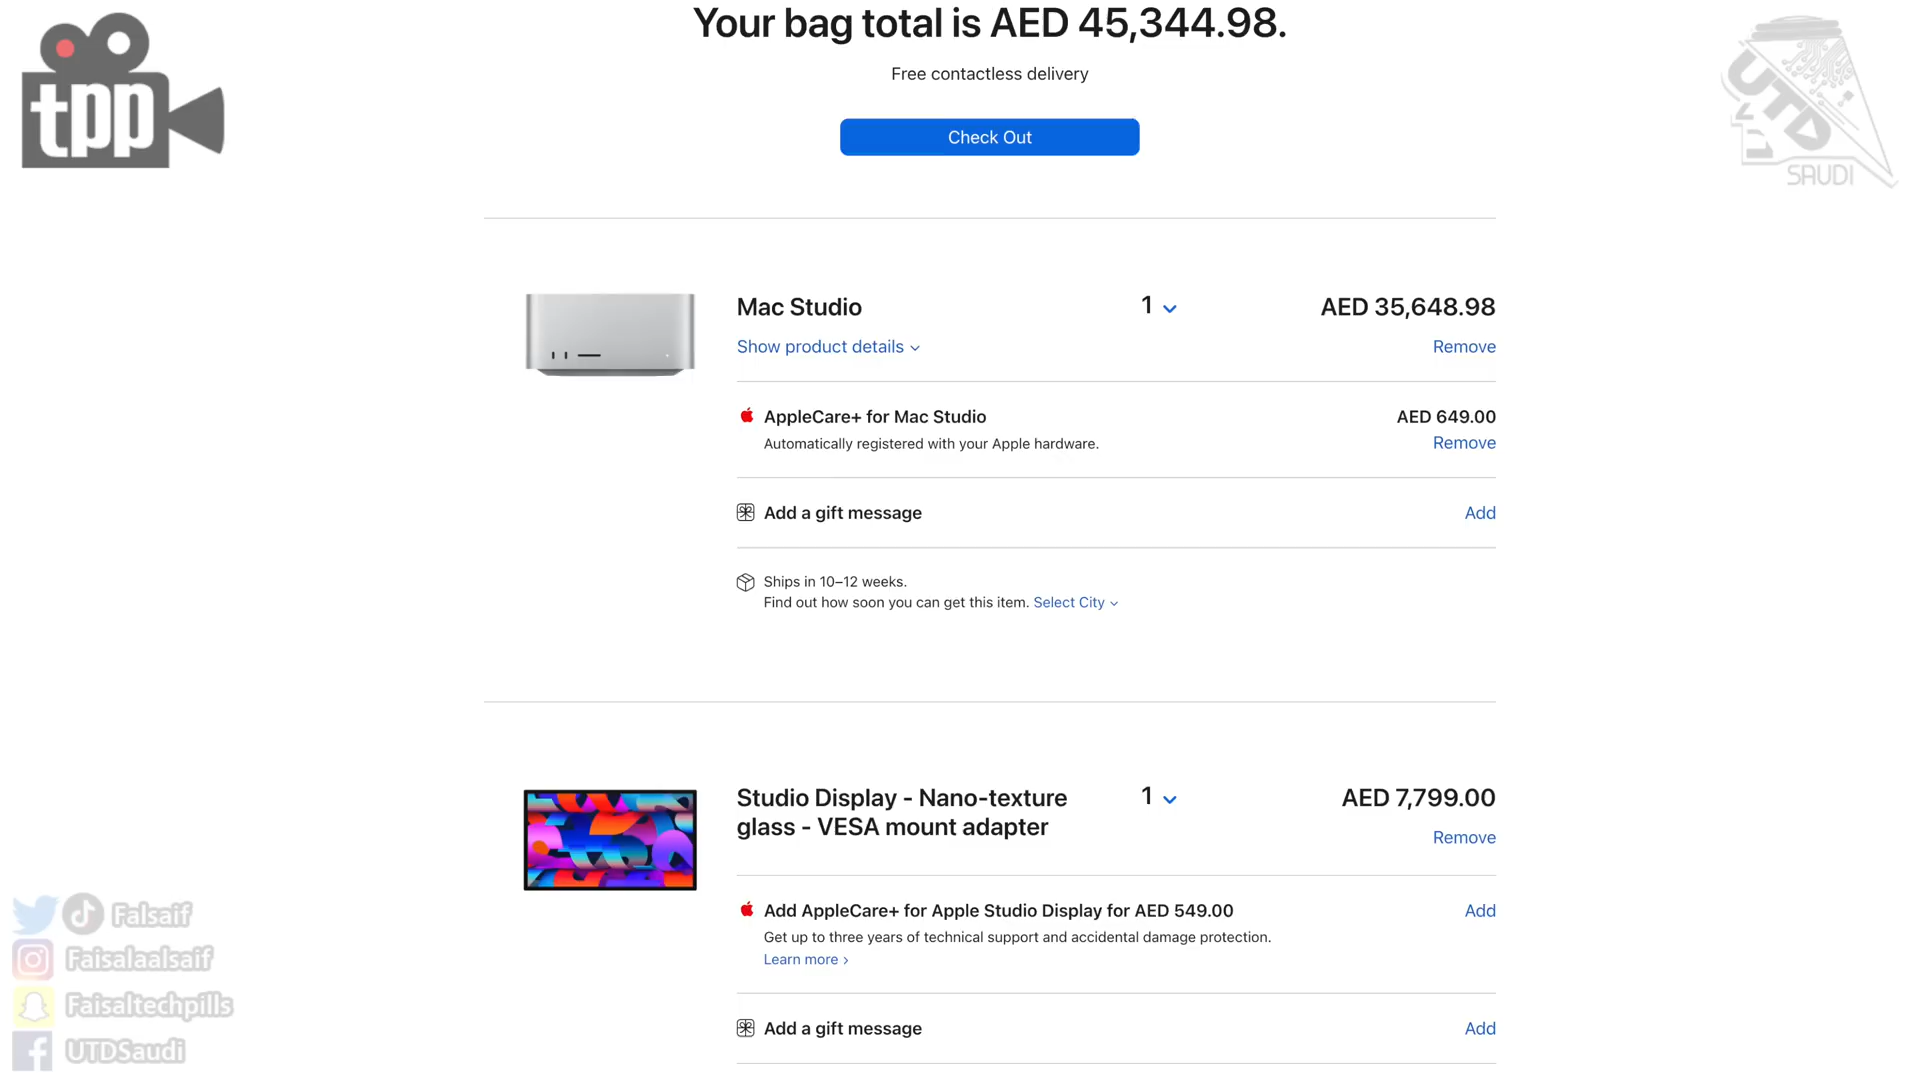 Your bag total is AED 45,344.98.
Free contactless delivery
Check Out
tpp
UTD
SAUDI
Mac Studio
1
AED 35,648.98
Show product details
Remove
AppleCare+ for Mac Studio
AED 649.00
Automatically registered with your Apple hardware.
Remove
Add a gift message
Add
Ships in 10–12 weeks.
Find out how soon you can get this item. Select City
Studio Display - Nano-texture
glass - VESA mount adapter
1
AED 7,799.00
Remove
Add AppleCare+ for Apple Studio Display for AED 549.00
Add
Get up to three years of technical support and accidental damage protection.
Learn more
Add a gift message
Add
Falsaif
Faisalaalsaif
Faisaltechpills
UTDSaudi